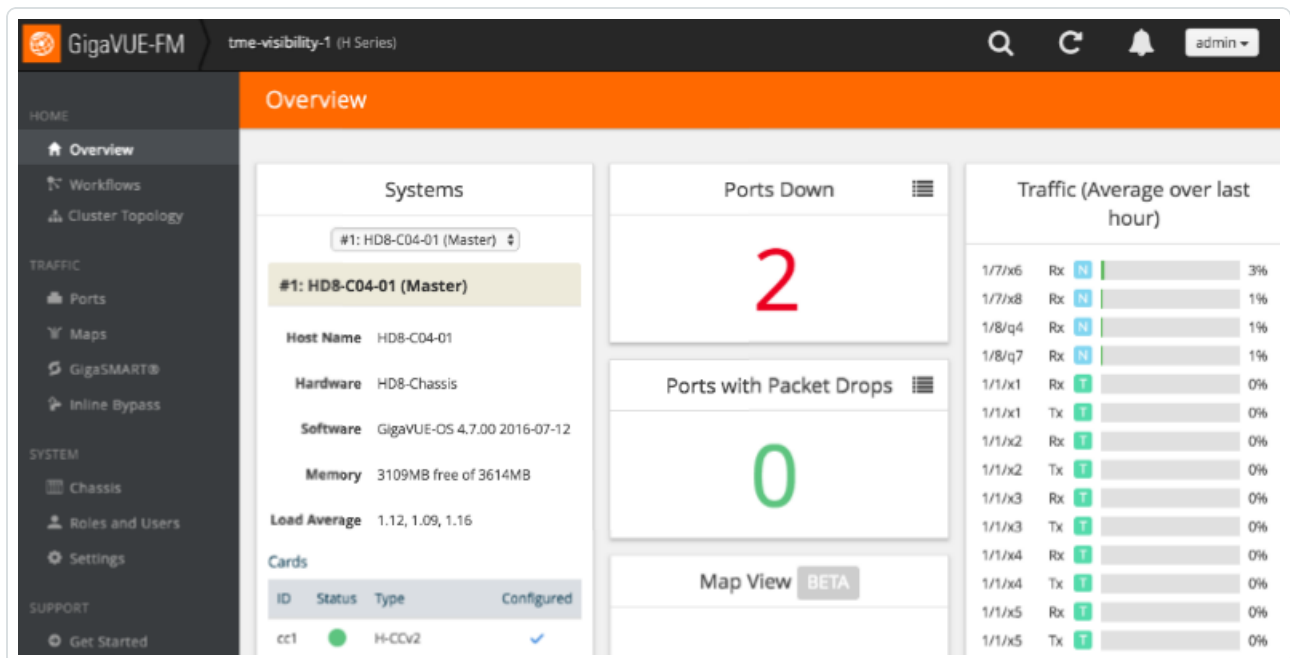 GigaVUE-FM
tme-visibility-1 (H Series)
admin
HOME
Overview
Workflows
Cluster Topology
TRAFFIC
Ports
Maps
GigaSMART®
Inline Bypass
SYSTEM
Chassis
Roles and Users
Settings
SUPPORT
Get Started
Overview
Systems
#1: HD8-C04-01 (Master)
#1: HD8-C04-01 (Master)
Host Name HD8-C04-01
Hardware HD8-Chassis
Software GigaVUE-OS 4.7.00 2016-07-12
Memory 3109MB free of 3614MB
Load Average 1.12, 1.09, 1.16
Cards
ID Status Type Configured
cc1 H-CCv2
Ports Down
2
Ports with Packet Drops
0
Map View BETA
Traffic (Average over last
hour)
1/7/x6 Rx N 3%
1/7/x8 Rx N 1%
1/8/q4 Rx N 1%
1/8/q7 Rx N 1%
1/1/x1 Rx T 0%
1/1/x1 Tx T 0%
1/1/x2 Rx T 0%
1/1/x2 Tx T 0%
1/1/x3 Rx T 0%
1/1/x3 Tx T 0%
1/1/x4 Rx T 0%
1/1/x4 Tx T 0%
1/1/x5 Rx T 0%
1/1/x5 Tx T 0%